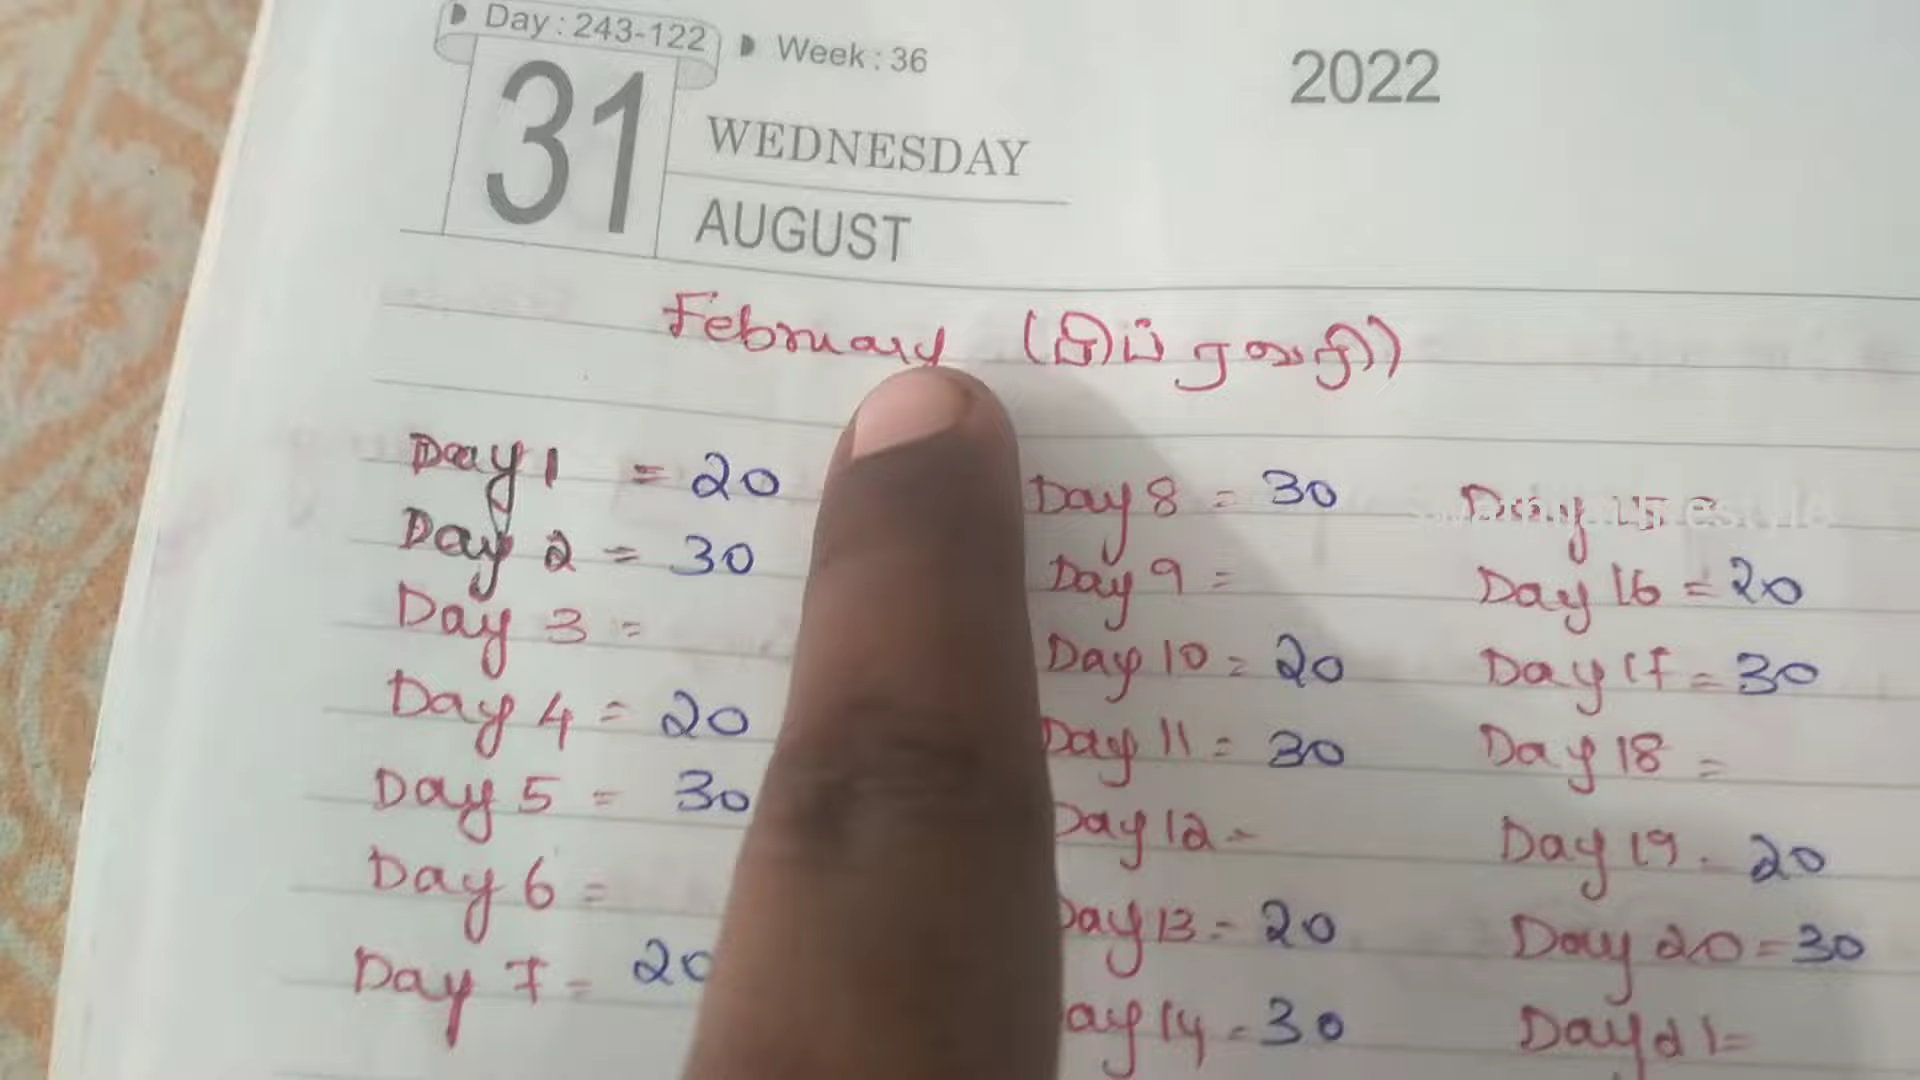 Day : 243-122 Week : 36
2022
31
WEDNESDAY
AUGUST
February (பிப்ரவரி)
Day 1 = 20
Day 2 = 30
Day 3 =
Day 4 = 20
Day 5 = 30
Day 6 =
Day 7 = 20
Day 8 = 30
Day 9 =
Day 10 = 20
Day 11 = 30
Day 12 -
Day 13 - 20
ay 14 - 30
Day 15
Day 16 = 20
Day 17 = 30
Day 18 =
Day 19 . 20
Day 20 = 30
Day 21 =